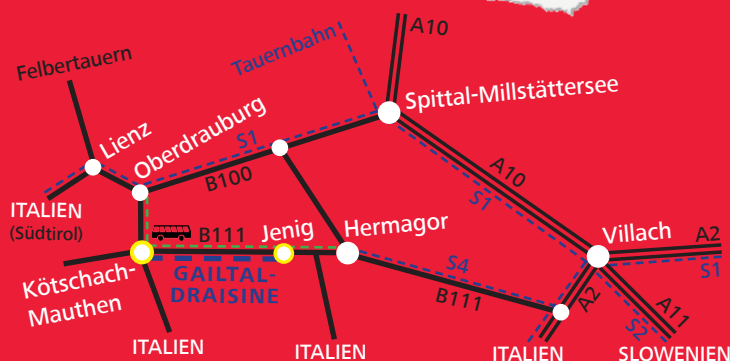 A10
Tauernbahn
Felbertauern
Spittal-Millstättersee
Lienz
Oberdrauburg
S1
B100
A10
S1
ITALIEN
(Südtirol)
B111
Jenig
Hermagor
Villach
A2
S1
Kötschach-
Mauthen
GAILTAL-
DRAISINE
S4
B111
A2
A11
S2
ITALIEN
ITALIEN
ITALIEN
SLOWENIEN